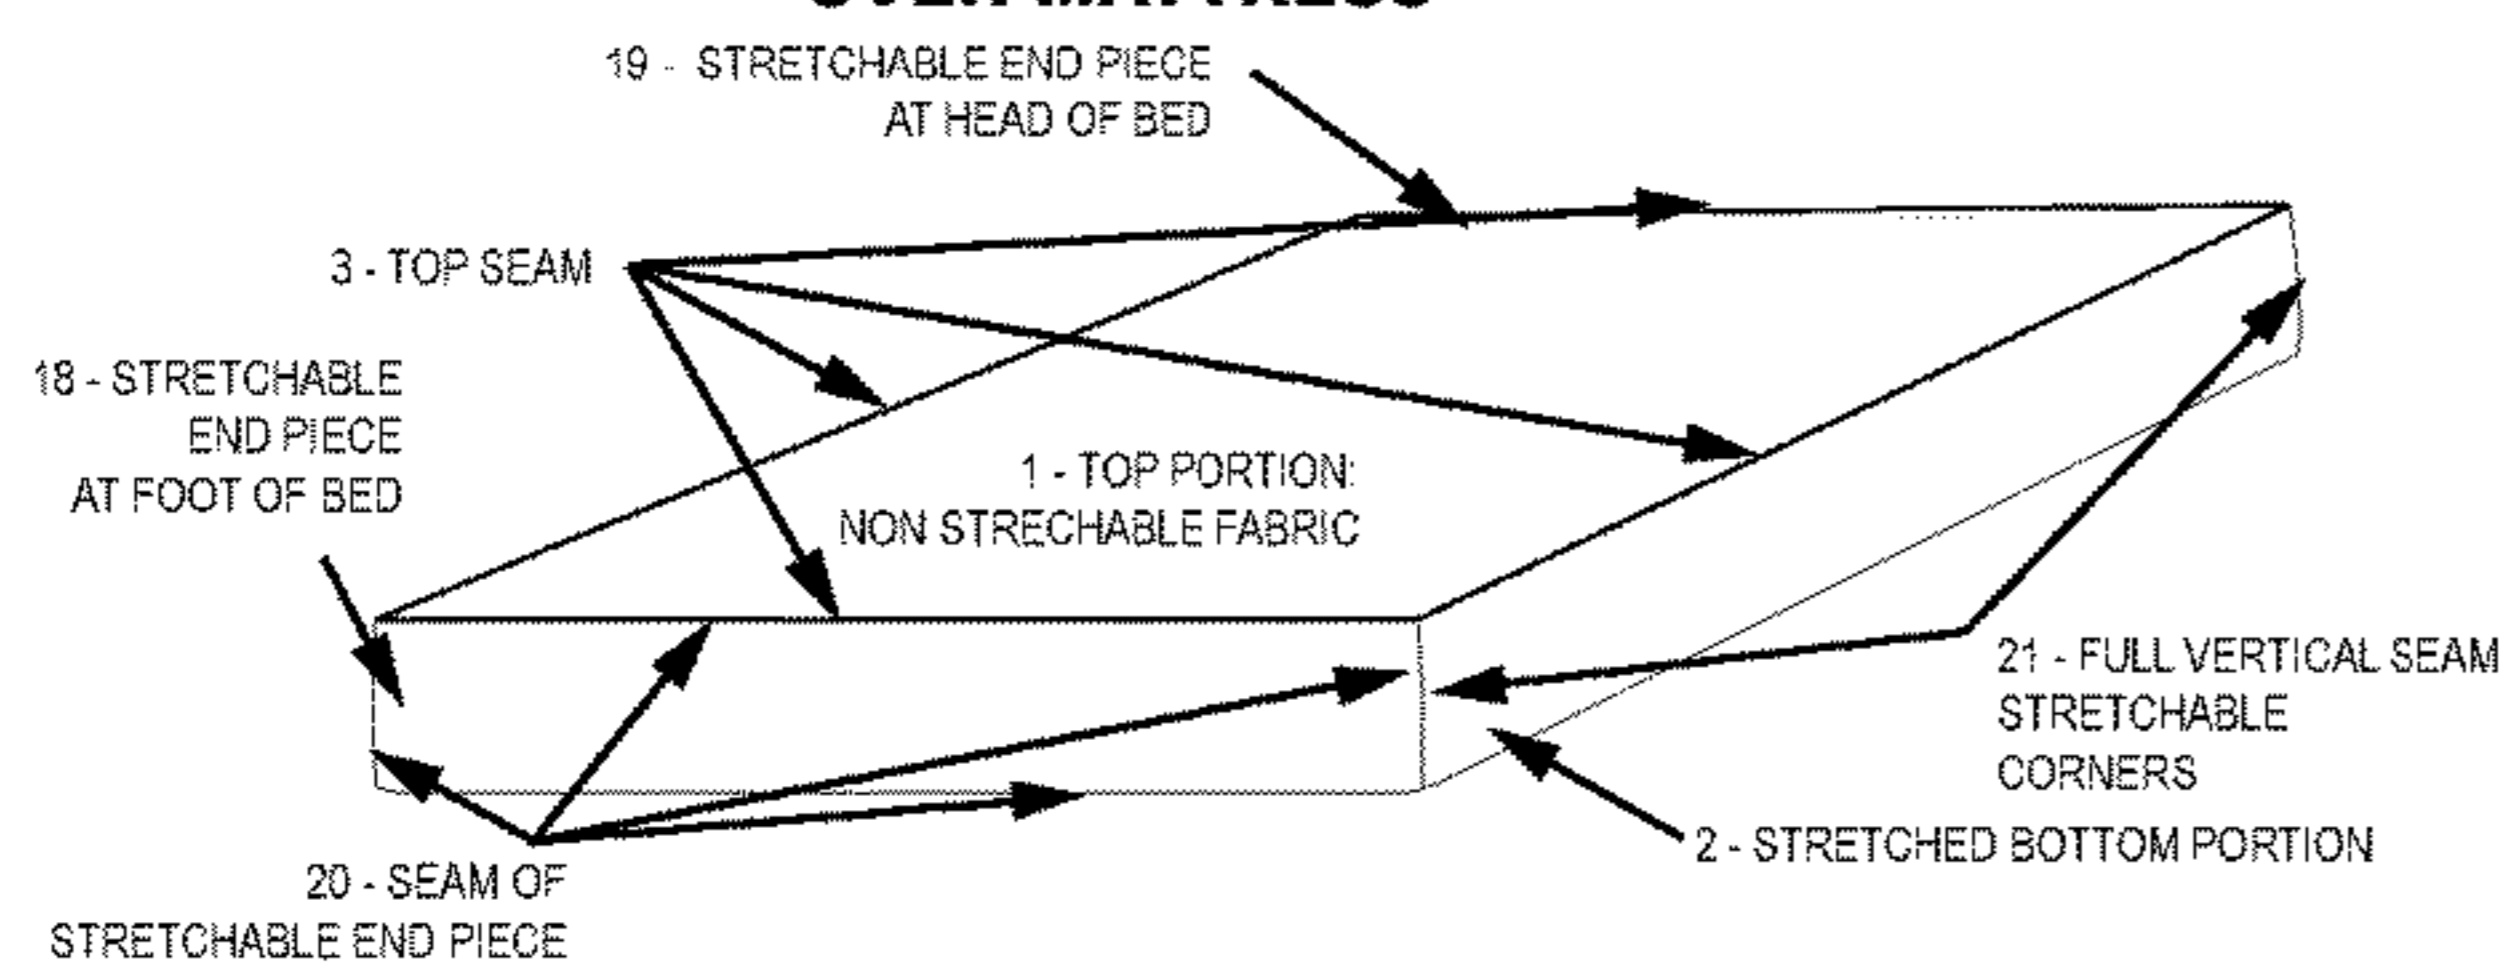 19 - STRETCHABLE END PIECE
AT HEAD OF BED
3 - TOP SEAM
18 - STRETCHABLE
END PIECE
AT FOOT OF BED
1 - TOP PORTION:
NON STRECHABLE FABRIC
21 - FULL VERTICAL SEAM
STRETCHABLE
CORNERS
2 - STRETCHED BOTTOM PORTION
20 - SEAM OF
STRETCHABLE END PIECE